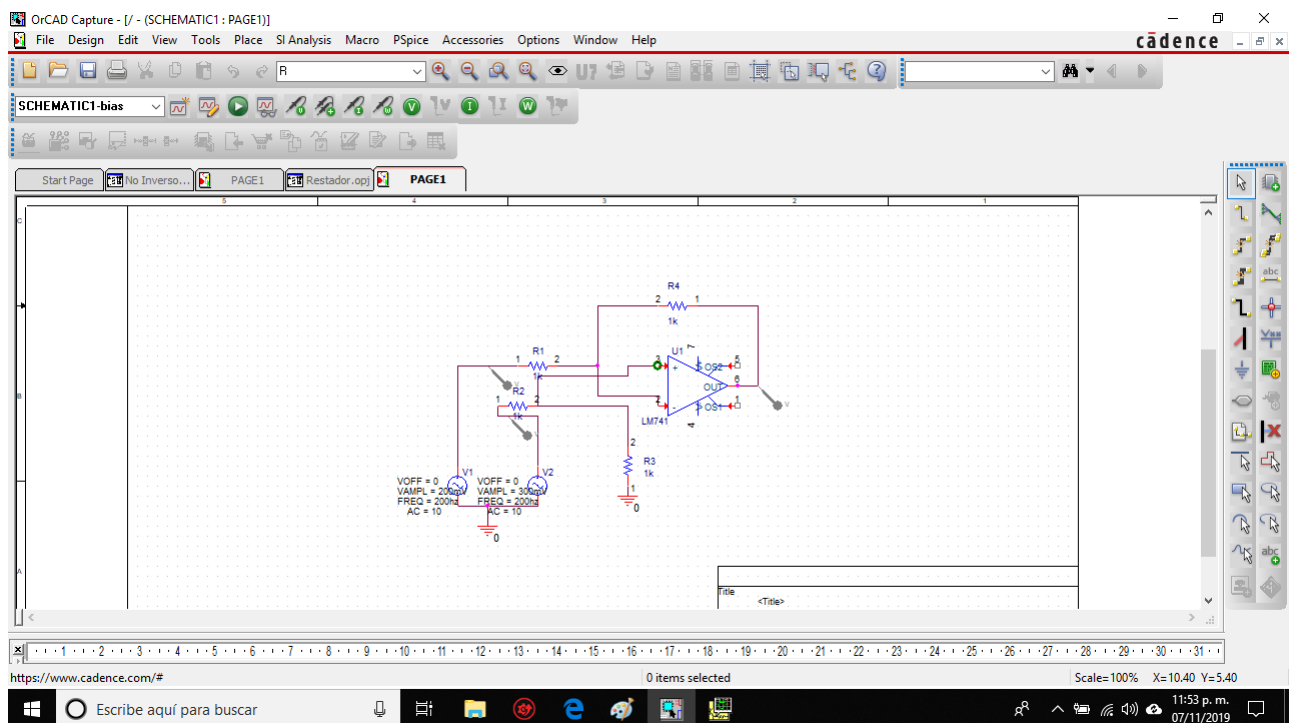 OrCAD Capture - [/ - (SCHEMATIC1 : PAGE1)]
File Design Edit View Tools Place SI Analysis Macro PSpice Accessories Options Window Help
cādence
R
U?
SCHEMATIC1-bias
V
I
W
Start Page
No Inverso...
PAGE1
Restador.opj
PAGE1
5 4 3 2 1
C
B
A
R4
2 1
1k
R1
1 2
1k
R2
1 2
1k
U1
3
+
2
-
7
4
OS2
5
OUT
6
OS1
1
LM741
V
V
V
2
R3
1k
1
0
V1
VOFF = 0
VAMPL = 200mV
FREQ = 200hz
AC = 10
V2
VOFF = 0
VAMPL = 300mV
FREQ = 200hz
AC = 10
0
Title
<Title>
abc
abc
1 2 3 4 5 6 7 8 9 10 11 12 13 14 15 16 17 18 19 20 21 22 23 24 25 26 27 28 29 30 31
https://www.cadence.com/#
0 items selected
Scale=100% X=10.40 Y=5.40
Escribe aquí para buscar
11:53 p. m.
07/11/2019